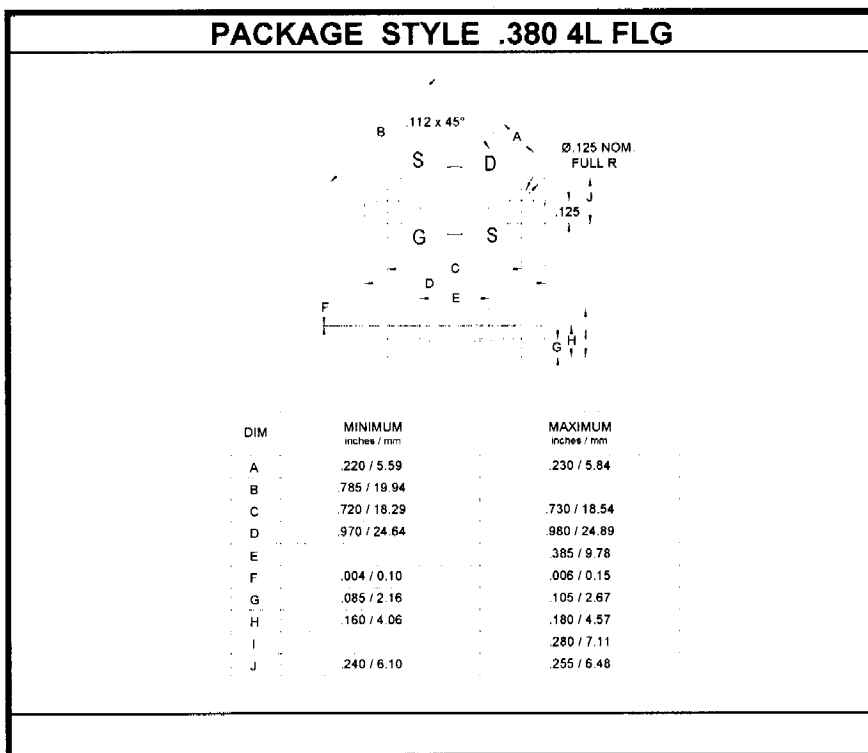 PACKAGE STYLE .380 4L FLG
.112 x 45°
B
A
Ø.125 NOM.
FULL R
S
D
J
.125
G
S
C
D
E
F
G
H
DIM MINIMUM MAXIMUM
inches / mm inches / mm
A .220 / 5.59 .230 / 5.84
B .785 / 19.94
C .720 / 18.29 .730 / 18.54
D .970 / 24.64 .980 / 24.89
E .385 / 9.78
F .004 / 0.10 .006 / 0.15
G .085 / 2.16 .105 / 2.67
H .160 / 4.06 .180 / 4.57
I .280 / 7.11
J .240 / 6.10 .255 / 6.48